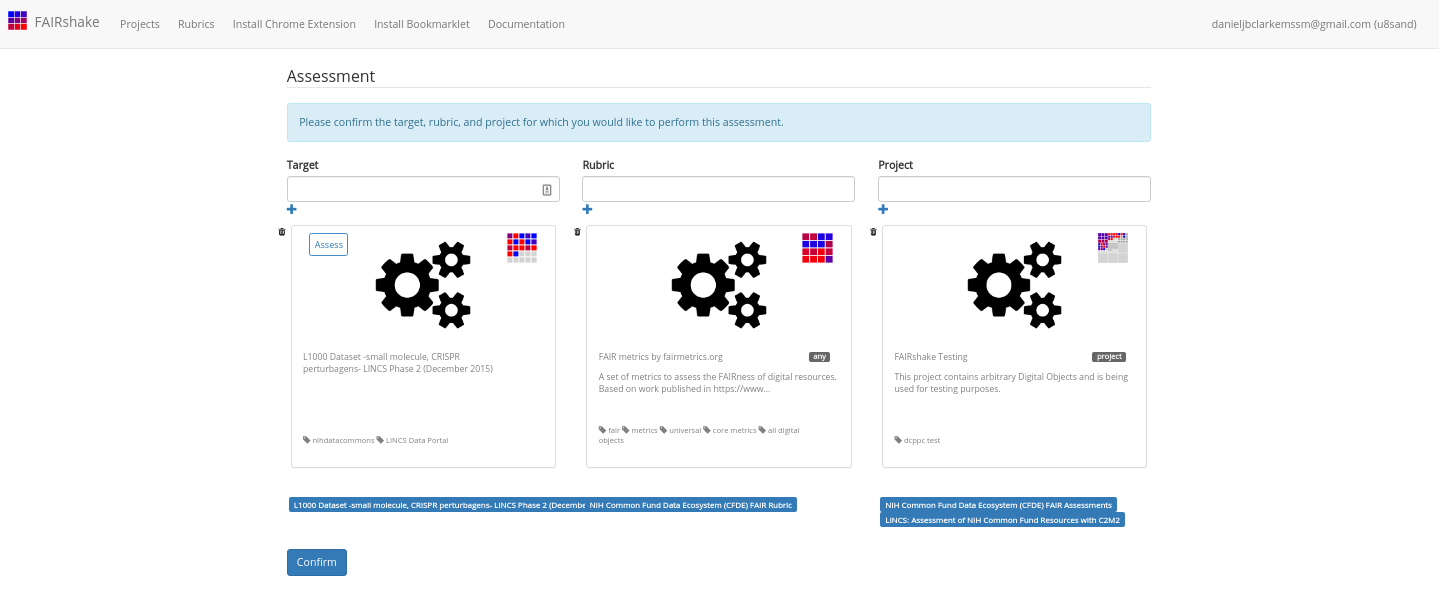 FAIRshake Projects Rubrics Install Chrome Extension Install Bookmarklet Documentation danieljbclarkemssm@gmail.com (u8sand)
Assessment
Please confirm the target, rubric, and project for which you would like to perform this assessment.
Target
Rubric
Project
Assess
L1000 Dataset -small molecule, CRISPR
perturbagens- LINCS Phase 2 (December 2015)
nihdatacommons LINCS Data Portal
FAIR metrics by fairmetrics.org any
A set of metrics to assess the FAIRness of digital resources.
Based on work published in https://www...
fair metrics universal core metrics all digital
objects
FAIRshake Testing project
This project contains arbitrary Digital Objects and is being
used for testing purposes.
dcppc test
L1000 Dataset -small molecule, CRISPR perturbagens- LINCS Phase 2 (Decembe
NIH Common Fund Data Ecosystem (CFDE) FAIR Rubric
NIH Common Fund Data Ecosystem (CFDE) FAIR Assessments
LINCS: Assessment of NIH Common Fund Resources with C2M2
Confirm